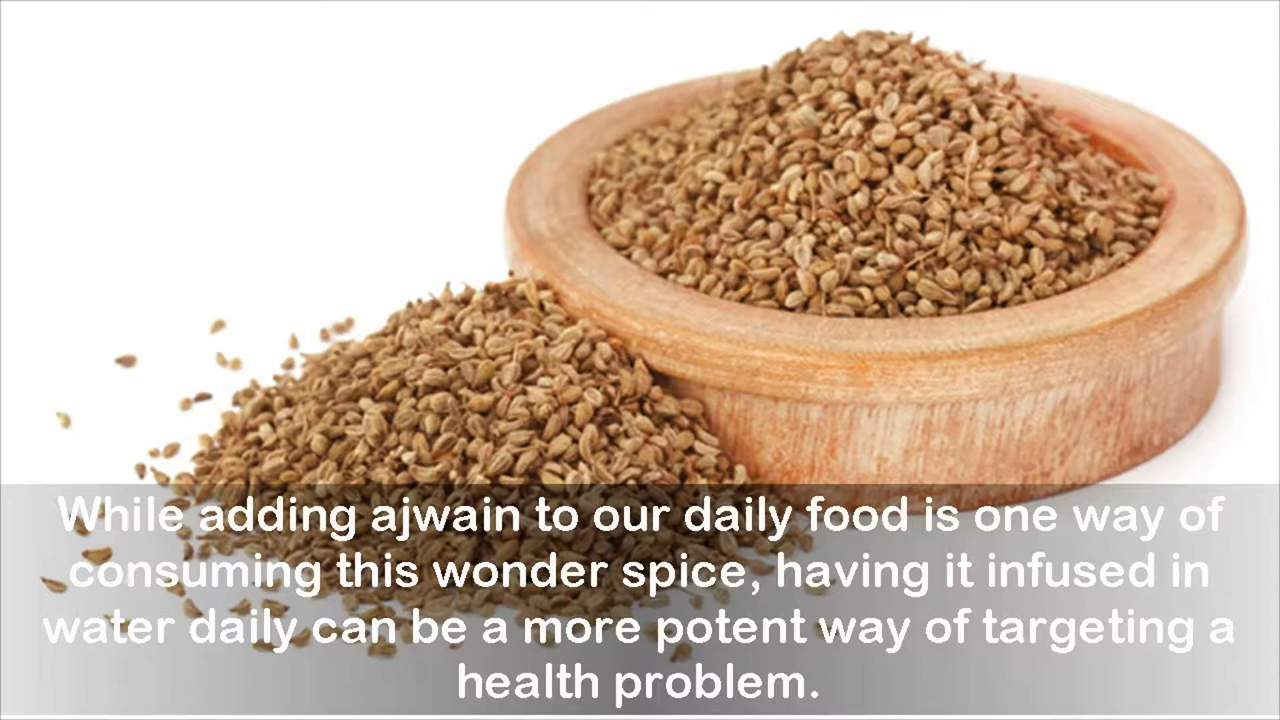 While adding ajwain to our daily food is one way of
consuming this wonder spice, having it infused in
water daily can be a more potent way of targeting a
health problem.